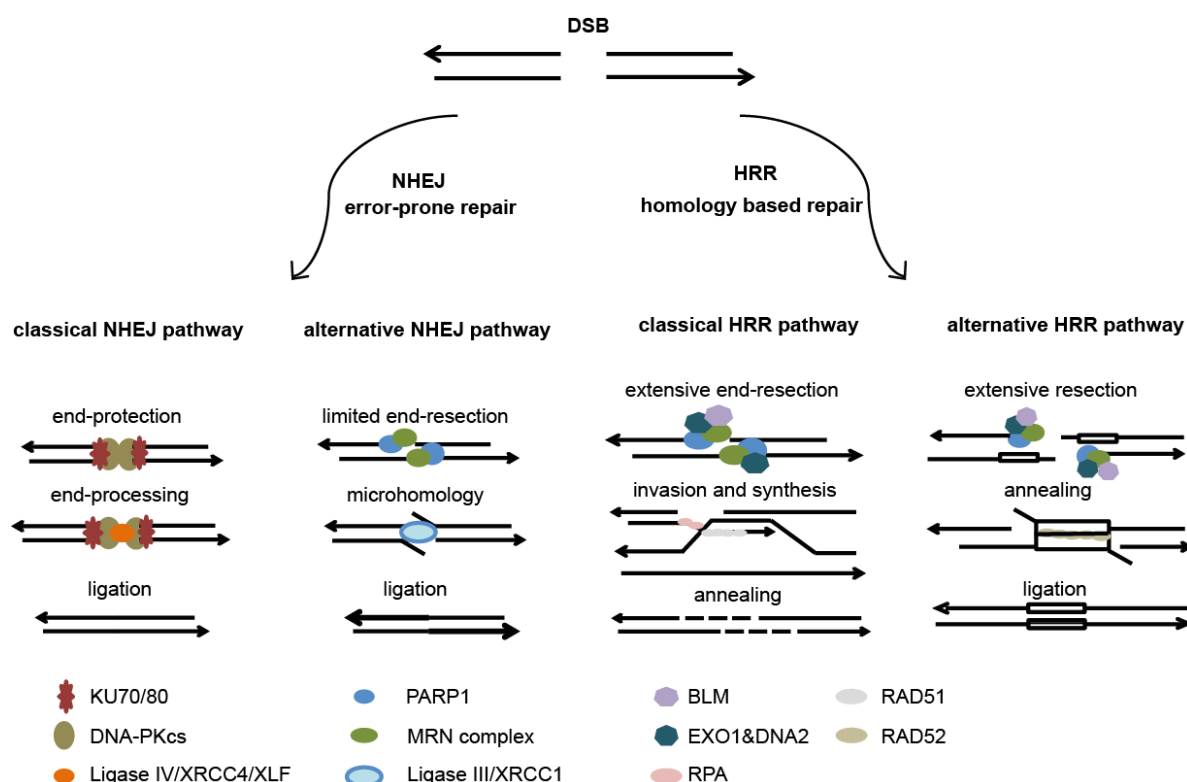 DSB
NHEJ
error-prone repair
HRR
homology based repair
classical NHEJ pathway
alternative NHEJ pathway
classical HRR pathway
alternative HRR pathway
end-protection
limited end-resection
extensive end-resection
extensive resection
end-processing
microhomology
invasion and synthesis
annealing
ligation
ligation
annealing
ligation
KU70/80
PARP1
BLM
RAD51
DNA-PKcs
MRN complex
EXO1&DNA2
RAD52
Ligase IV/XRCC4/XLF
Ligase III/XRCC1
RPA